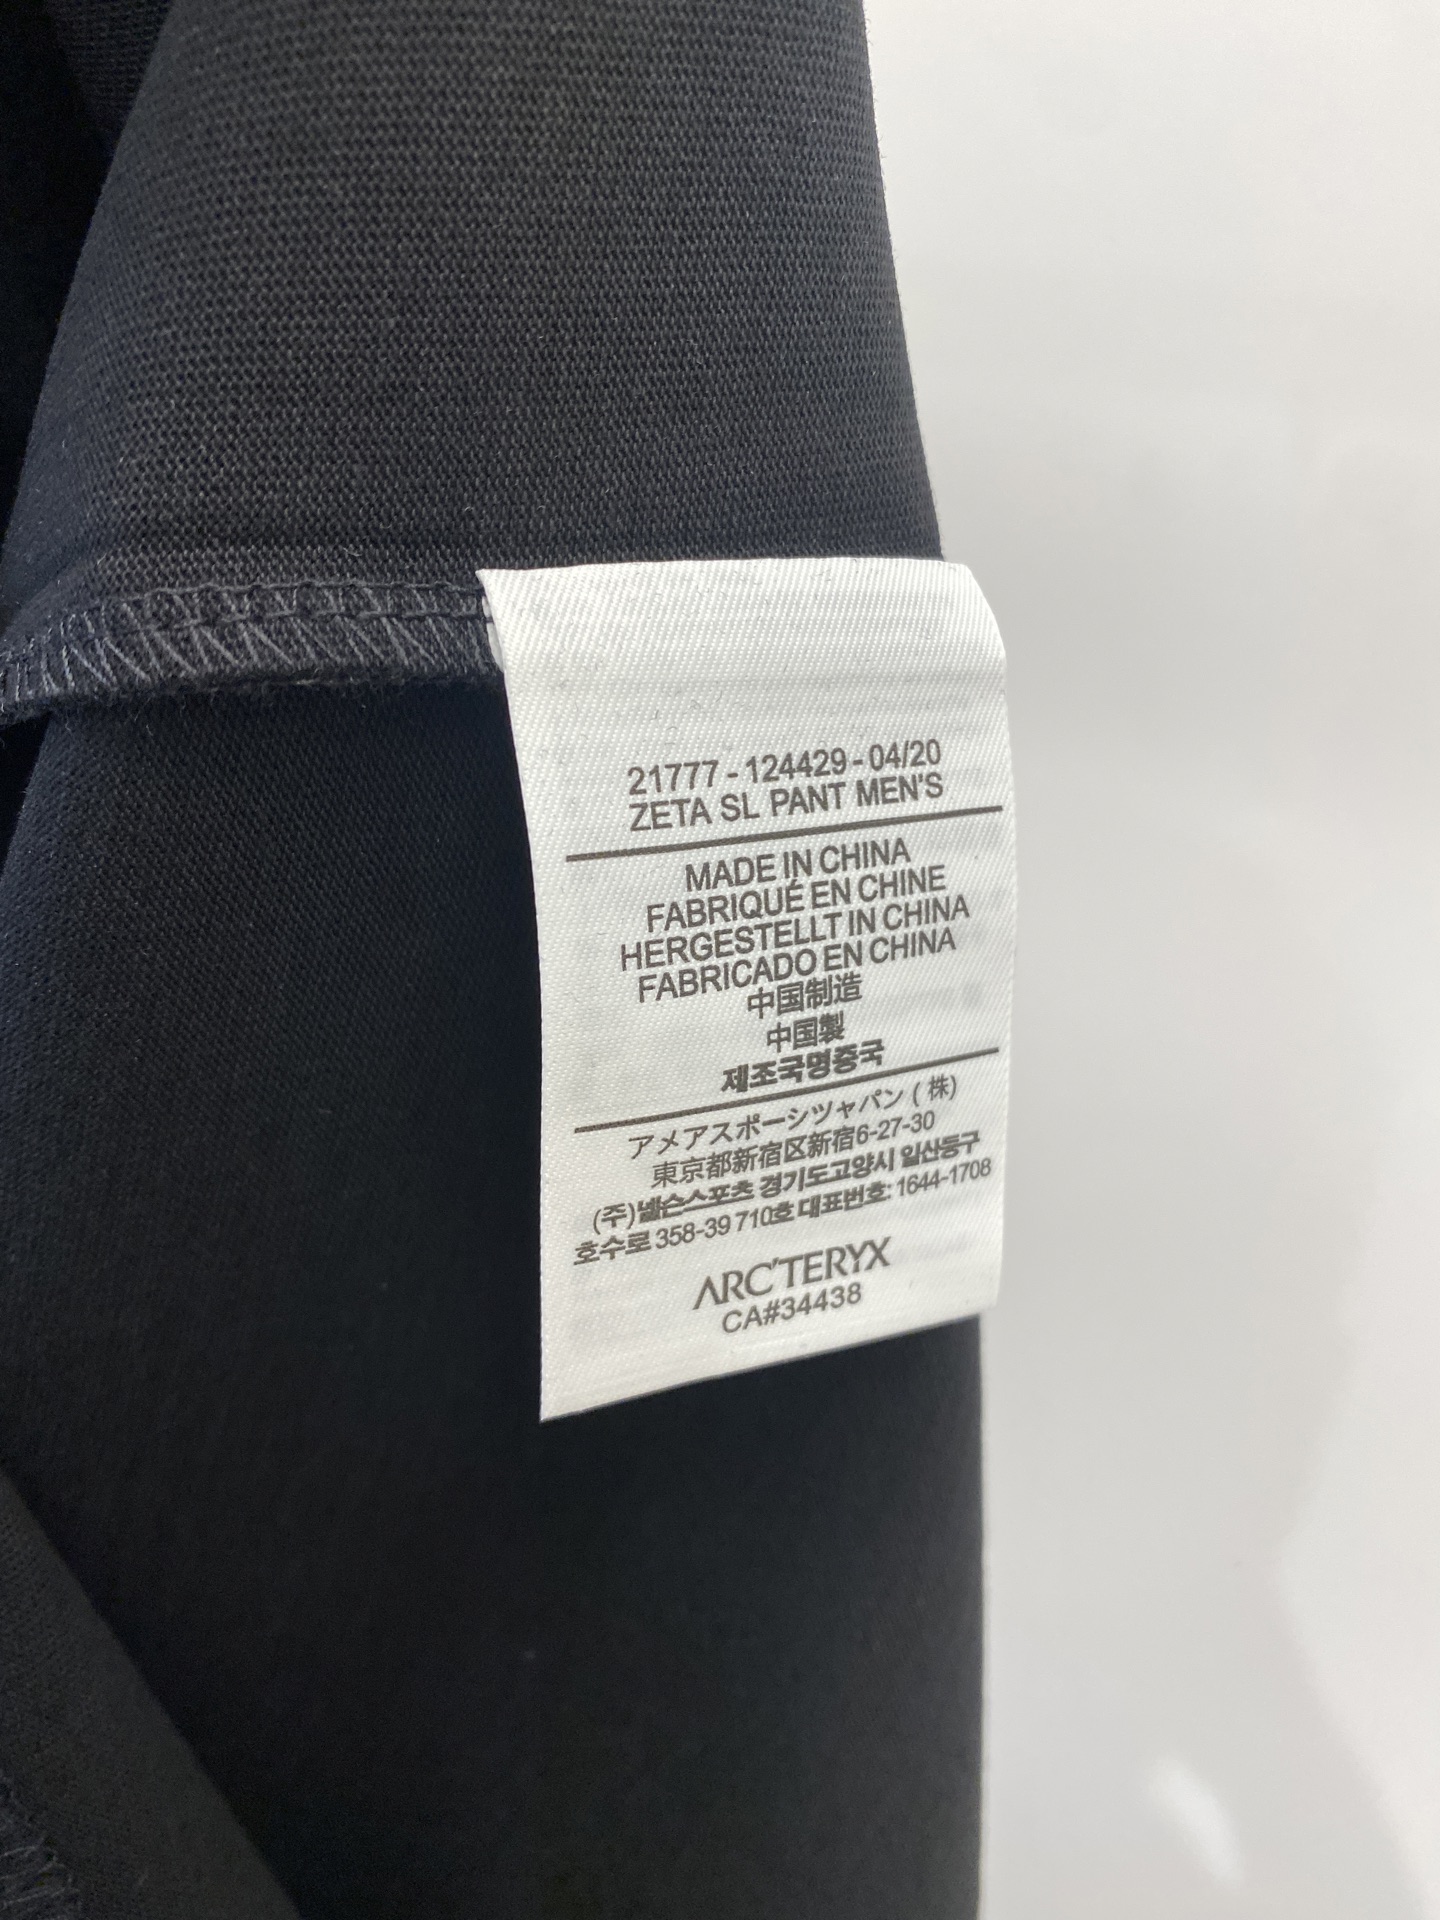 21777 - 124429 - 04/20
ZETA SL PANT MEN'S
MADE IN CHINA
FABRIQUÉ EN CHINE
HERGESTELLT IN CHINA
FABRICADO EN CHINA
中国制造
中国製
제조국명중국
アメアスポーシツャパン ( 株)
東京都新宿区新宿6-27-30
(주)넬슨스포츠 경기도고양시 일산동구
호수로 358-39 710호 대표번호: 1644-1708
ARC'TERYX
CA#34438